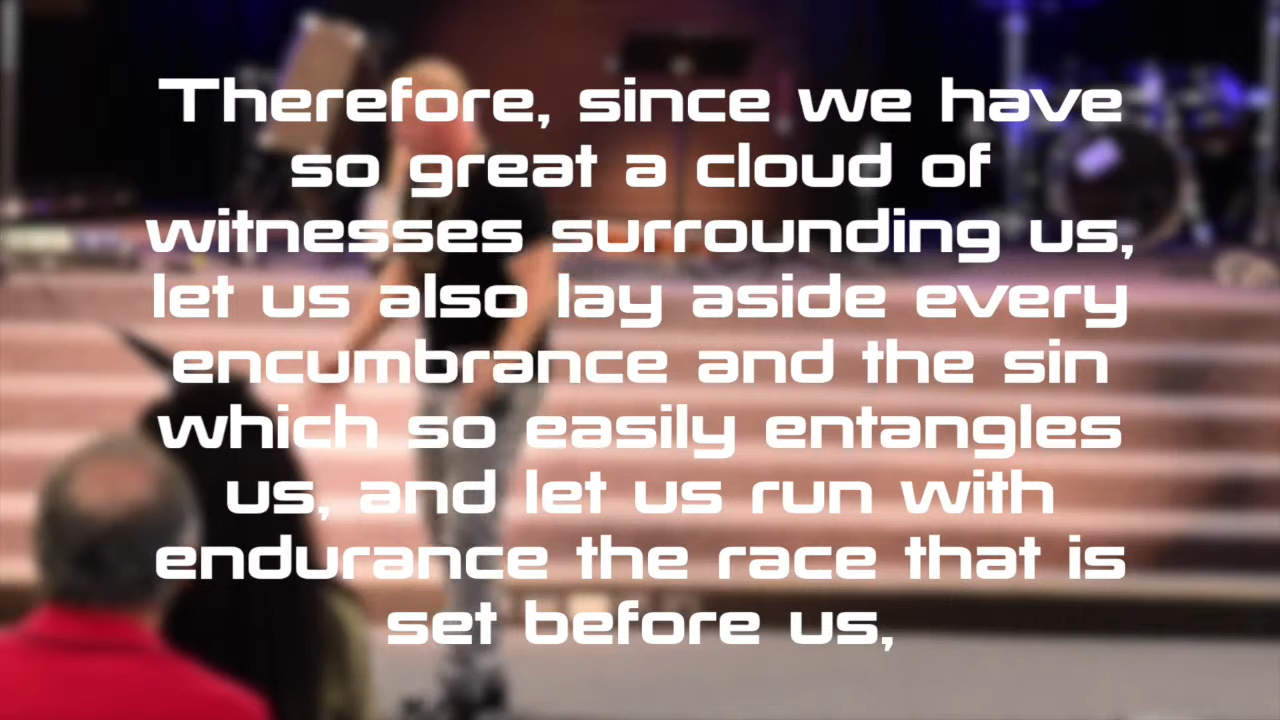 Therefore, since we have
so great a cloud of
witnesses surrounding us,
let us also lay aside every
encumbrance and the sin
which so easily entangles
us, and let us run with
endurance the race that is
set before us,